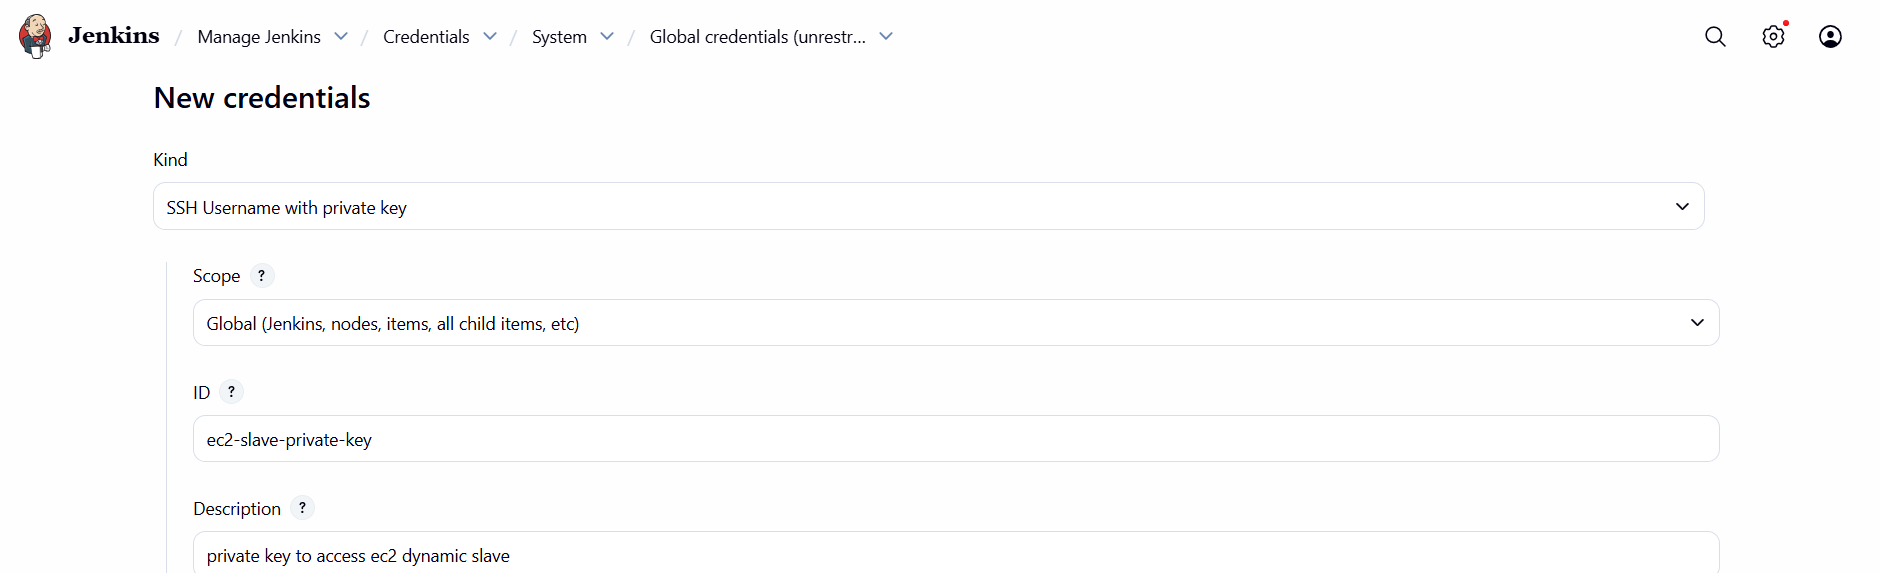 Jenkins / Manage Jenkins / Credentials / System / Global credentials (unrestr...
New credentials
Kind
SSH Username with private key
Scope ?
Global (Jenkins, nodes, items, all child items, etc)
ID ?
ec2-slave-private-key
Description ?
private key to access ec2 dynamic slave